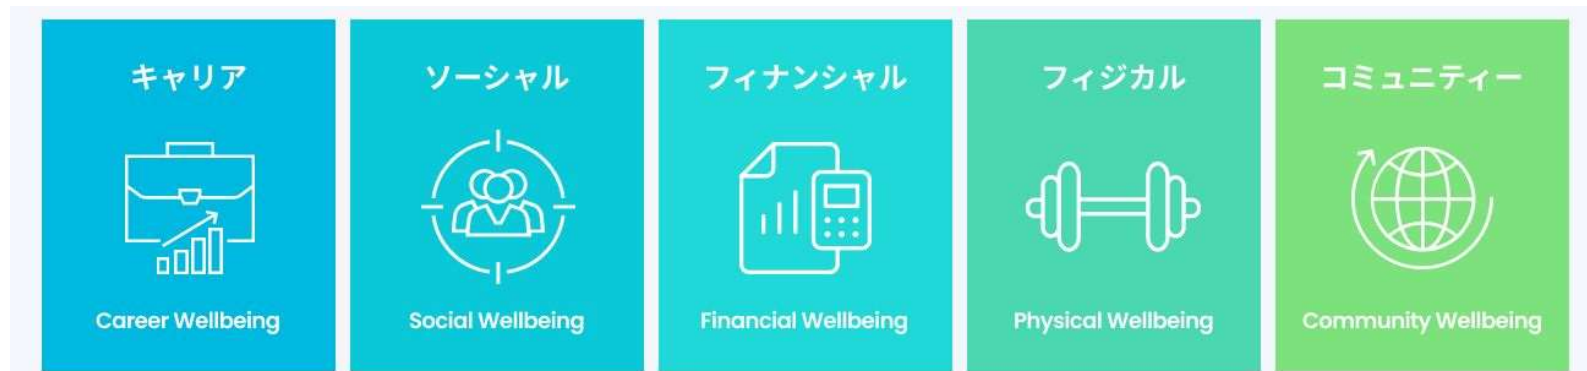 キャリア
Career Wellbeing
ソーシャル
Social Wellbeing
フィナンシャル
Financial Wellbeing
フィジカル
Physical Wellbeing
コミュニティー
Community Wellbeing